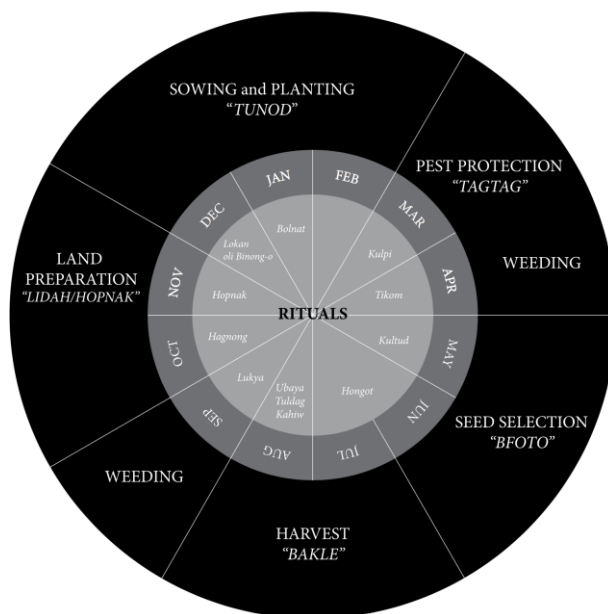 SOWING and PLANTING
“TUNOD”
PEST PROTECTION
“TAGTAG”
WEEDING
SEED SELECTION
“BFOTO”
HARVEST
“BAKLE”
WEEDING
LAND
PREPARATION
“LIDAH/HOPNAK”
JAN
FEB
MAR
APR
MAY
JUN
JUL
AUG
SEP
OCT
NOV
DEC
Bolnat
Kulpi
Tikom
Kultud
Hongot
Ubaya
Tuldag
Kahiw
Lukya
Hagnong
Hopnak
Lokan
oli Binong-o
RITUALS